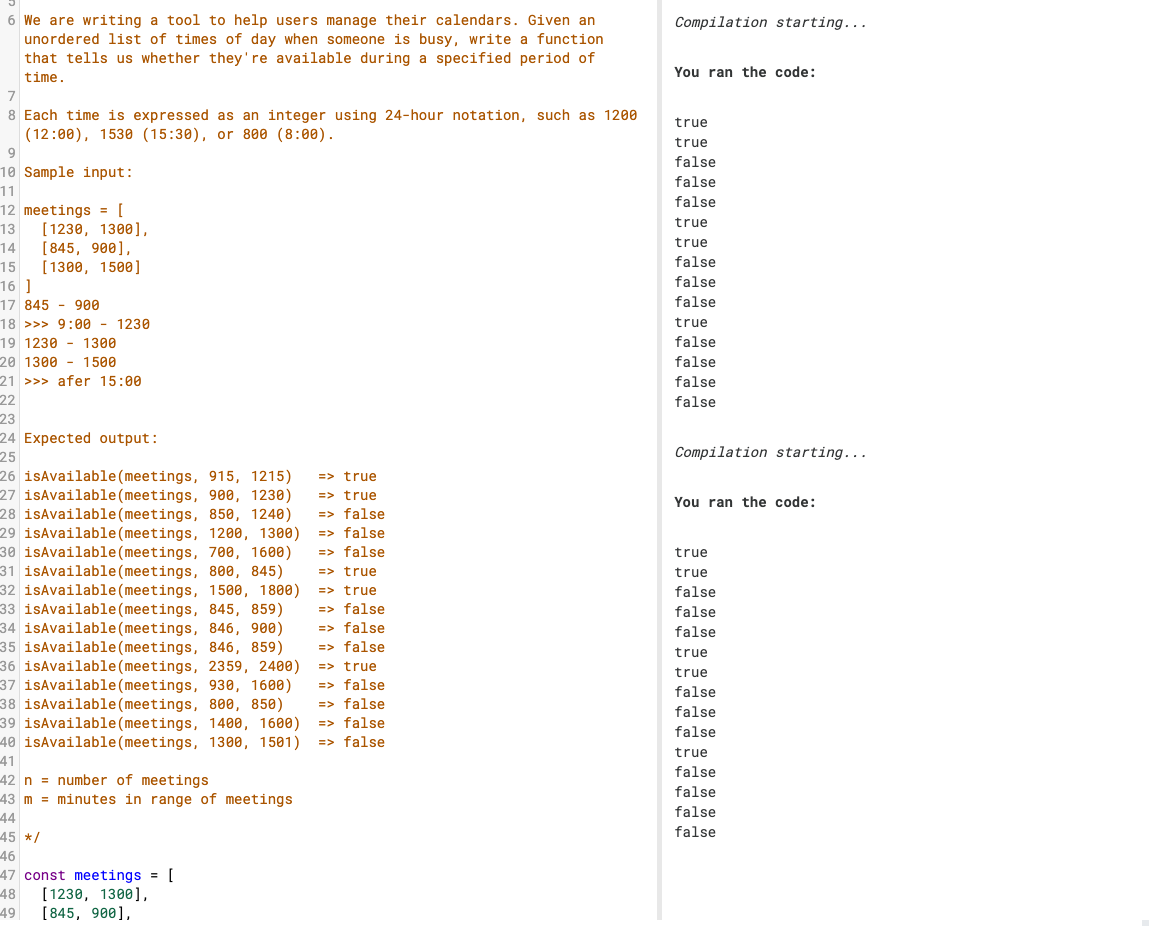 5
6 We are writing a tool to help users manage their calendars. Given an
unordered list of times of day when someone is busy, write a function
that tells us whether they're available during a specified period of
time.
7
8 Each time is expressed as an integer using 24-hour notation, such as 1200
(12:00), 1530 (15:30), or 800 (8:00).
9
10 Sample input:
11
12 meetings = [
13   [1230, 1300],
14   [845, 900],
15   [1300, 1500]
16 ]
17 845 - 900
18 >>> 9:00 - 1230
19 1230 - 1300
20 1300 - 1500
21 >>> afer 15:00
22
23
24 Expected output:
25
26 isAvailable(meetings, 915, 1215)   => true
27 isAvailable(meetings, 900, 1230)   => true
28 isAvailable(meetings, 850, 1240)   => false
29 isAvailable(meetings, 1200, 1300)  => false
30 isAvailable(meetings, 700, 1600)   => false
31 isAvailable(meetings, 800, 845)    => true
32 isAvailable(meetings, 1500, 1800)  => true
33 isAvailable(meetings, 845, 859)    => false
34 isAvailable(meetings, 846, 900)    => false
35 isAvailable(meetings, 846, 859)    => false
36 isAvailable(meetings, 2359, 2400)  => true
37 isAvailable(meetings, 930, 1600)   => false
38 isAvailable(meetings, 800, 850)    => false
39 isAvailable(meetings, 1400, 1600)  => false
40 isAvailable(meetings, 1300, 1501)  => false
41
42 n = number of meetings
43 m = minutes in range of meetings
44
45 */
46
47 const meetings = [
48   [1230, 1300],
49   [845, 900],
Compilation starting...
You ran the code:
true
true
false
false
false
true
true
false
false
false
true
false
false
false
false
Compilation starting...
You ran the code:
true
true
false
false
false
true
true
false
false
false
true
false
false
false
false